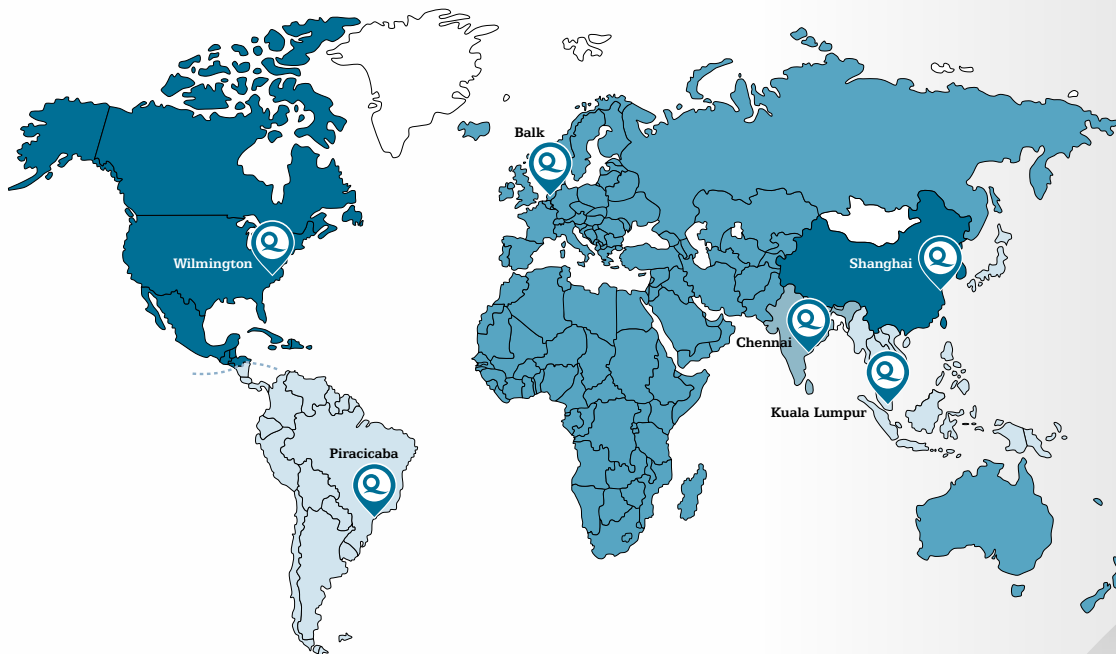 Balk
Wilmington
Shanghai
Chennai
Kuala Lumpur
Piracicaba